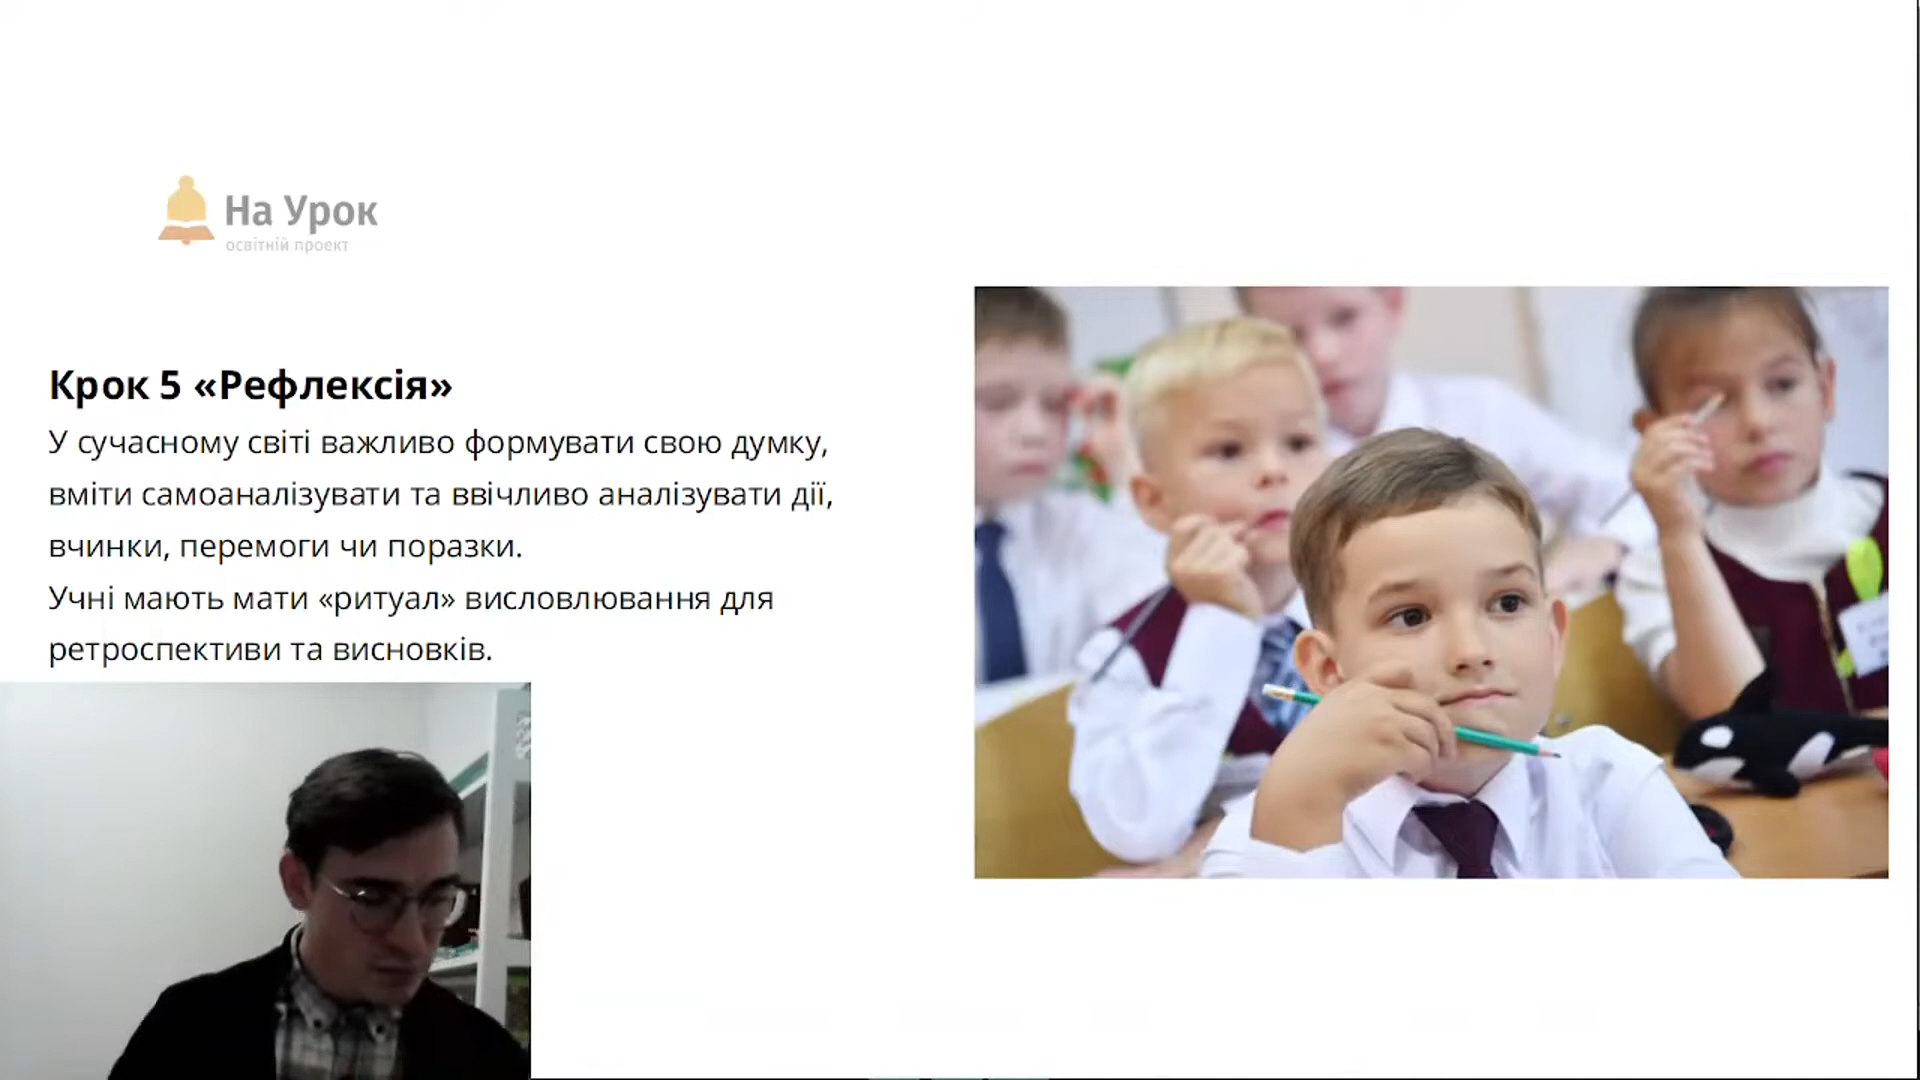 На Урок
освітній проект
Крок 5 «Рефлексія»
У сучасному світі важливо формувати свою думку,
вміти самоаналізувати та ввічливо аналізувати дії,
вчинки, перемоги чи поразки.
Учні мають мати «ритуал» висловлювання для
ретроспективи та висновків.